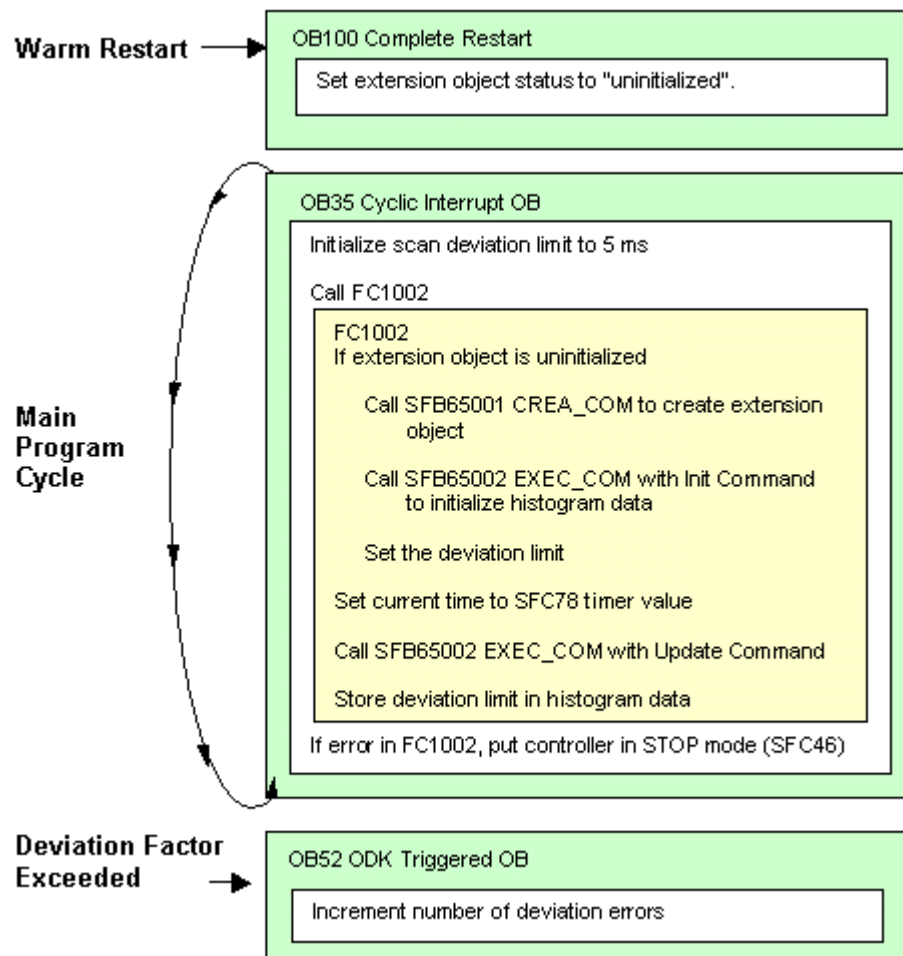 Warm Restart
OB100 Complete Restart
Set extension object status to "uninitialized".
OB35 Cyclic Interrupt OB
Initialize scan deviation limit to 5 ms
Call FC1002
FC1002
If extension object is uninitialized
Call SFB65001 CREA_COM to create extension
object
Call SFB65002 EXEC_COM with Init Command
to initialize histogram data
Set the deviation limit
Set current time to SFC78 timer value
Call SFB65002 EXEC_COM with Update Command
Store deviation limit in histogram data
If error in FC1002, put controller in STOP mode (SFC46)
Main
Program
Cycle
Deviation Factor
Exceeded
OB52 ODK Triggered OB
Increment number of deviation errors